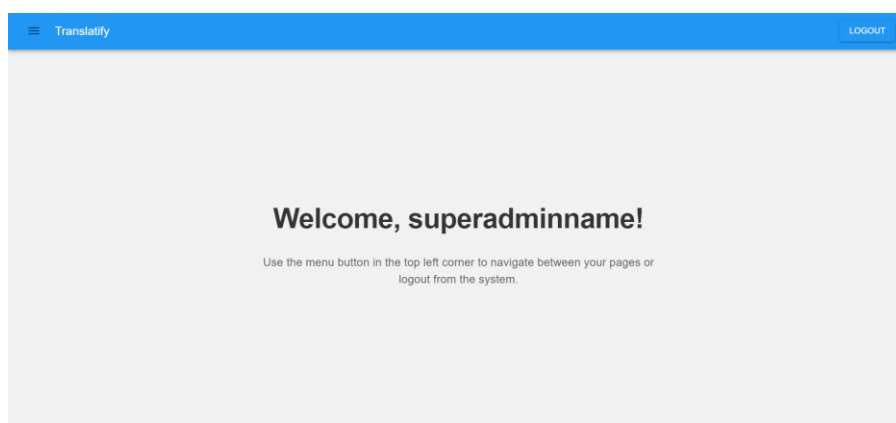 Translatify
LOGOUT
Welcome, superadminname!
Use the menu button in the top left corner to navigate between your pages or
logout from the system.